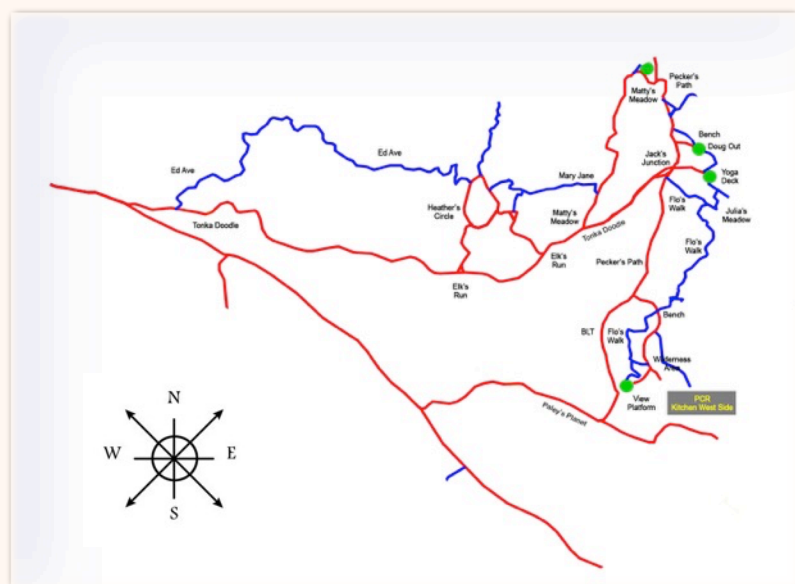 Pecker's
Path
Matty's
Meadow
Bench
Doug Out
Jack's
Junction
Yoga
Deck
Ed Ave
Ed Ave
Mary Jane
Flo's
Walk
Julia's
Meadow
Heather's
Circle
Matty's
Meadow
Tonka Doodle
Tonka Doodle
Flo's
Walk
Elk's
Run
Pecker's Path
Elk's
Run
Bench
BLT
Flo's
Walk
Wilderness
Area
View
Platform
PCR
Kitchen West Side
Paley's Planet
N
W
E
S